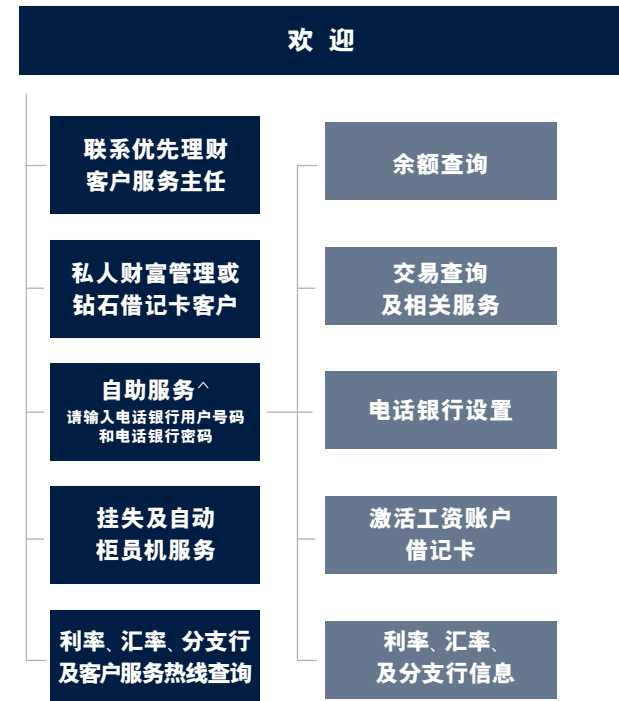 欢 迎
联系优先理财
客户服务主任
私人财富管理或
钻石借记卡客户
自助服务^
请输入电话银行用户号码
和电话银行密码
挂失及自动
柜员机服务
利率、汇率、分支行
及客户服务热线查询
余额查询
交易查询
及相关服务
电话银行设置
激活工资账户
借记卡
利率、汇率、
及分支行信息